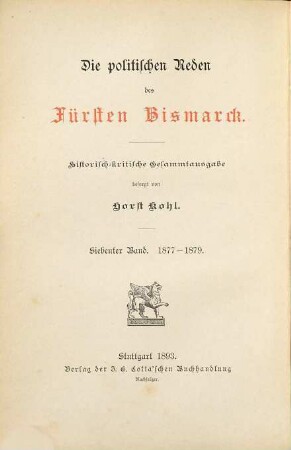 Die politischen Reden
des
Fürsten Bismarck.
Historisch-kritische Gesammtausgabe
besorgt von
Horst Kohl.
Siebenter Band. 1877–1879.
Stuttgart 1893.
Verlag der J. G. Cotta'schen Buchhandlung
Nachfolger.